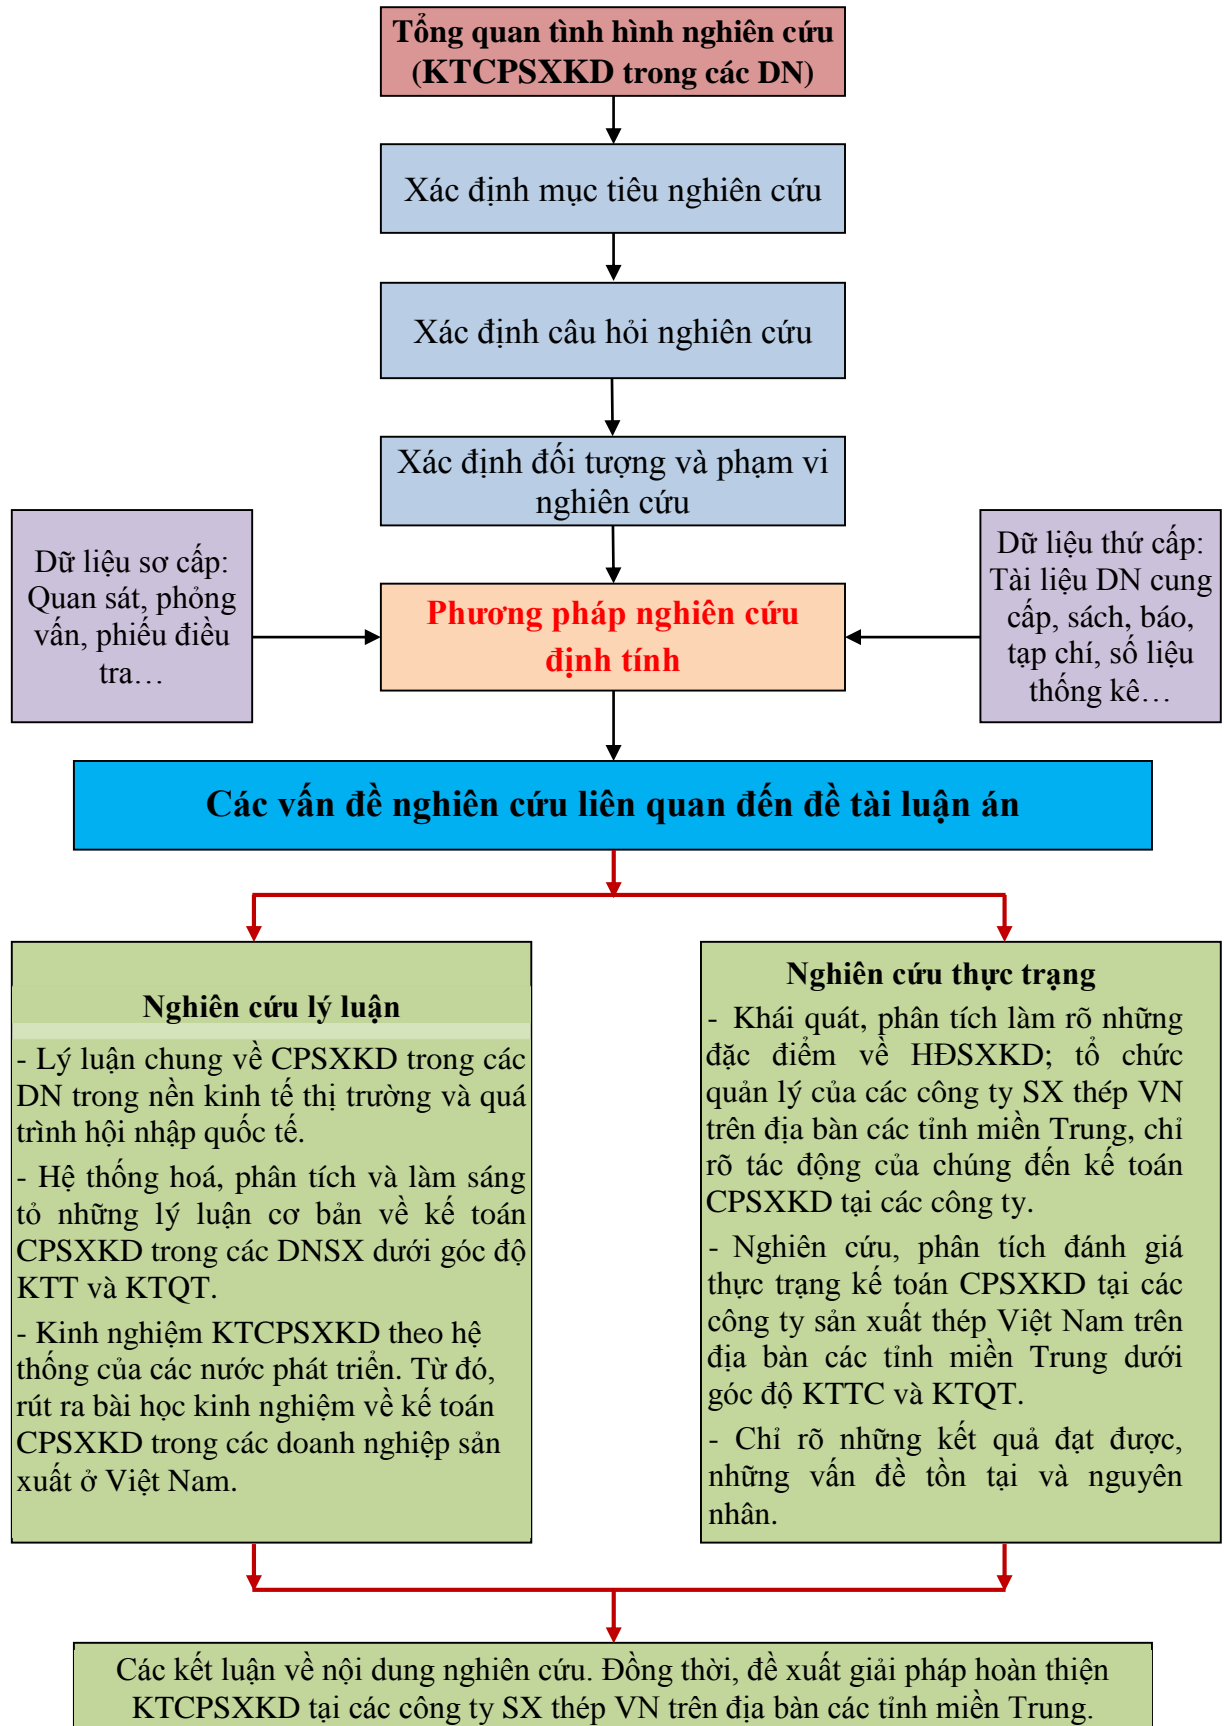 Tổng quan tình hình nghiên cứu
(KTCPSXKD trong các DN)
Xác định mục tiêu nghiên cứu
Xác định câu hỏi nghiên cứu
Xác định đối tượng và phạm vi
nghiên cứu
Dữ liệu sơ cấp:
Quan sát, phỏng
vấn, phiếu điều
tra…
Phương pháp nghiên cứu
định tính
Dữ liệu thứ cấp:
Tài liệu DN cung
cấp, sách, báo,
tạp chí, số liệu
thống kê…
Các vấn đề nghiên cứu liên quan đến đề tài luận án
Nghiên cứu lý luận
- Lý luận chung về CPSXKD trong các
DN trong nền kinh tế thị trường và quá
trình hội nhập quốc tế.
- Hệ thống hoá, phân tích và làm sáng
tỏ những lý luận cơ bản về kế toán
CPSXKD trong các DNSX dưới góc độ
KTT và KTQT.
- Kinh nghiệm KTCPSXKD theo hệ
thống của các nước phát triển. Từ đó,
rút ra bài học kinh nghiệm về kế toán
CPSXKD trong các doanh nghiệp sản
xuất ở Việt Nam.
Nghiên cứu thực trạng
- Khái quát, phân tích làm rõ những
đặc điểm về HĐSXKD; tổ chức
quản lý của các công ty SX thép VN
trên địa bàn các tỉnh miền Trung, chỉ
rõ tác động của chúng đến kế toán
CPSXKD tại các công ty.
- Nghiên cứu, phân tích đánh giá
thực trạng kế toán CPSXKD tại các
công ty sản xuất thép Việt Nam trên
địa bàn các tỉnh miền Trung dưới
góc độ KTTC và KTQT.
- Chỉ rõ những kết quả đạt được,
những vấn đề tồn tại và nguyên
nhân.
Các kết luận về nội dung nghiên cứu. Đồng thời, đề xuất giải pháp hoàn thiện
KTCPSXKD tại các công ty SX thép VN trên địa bàn các tỉnh miền Trung.